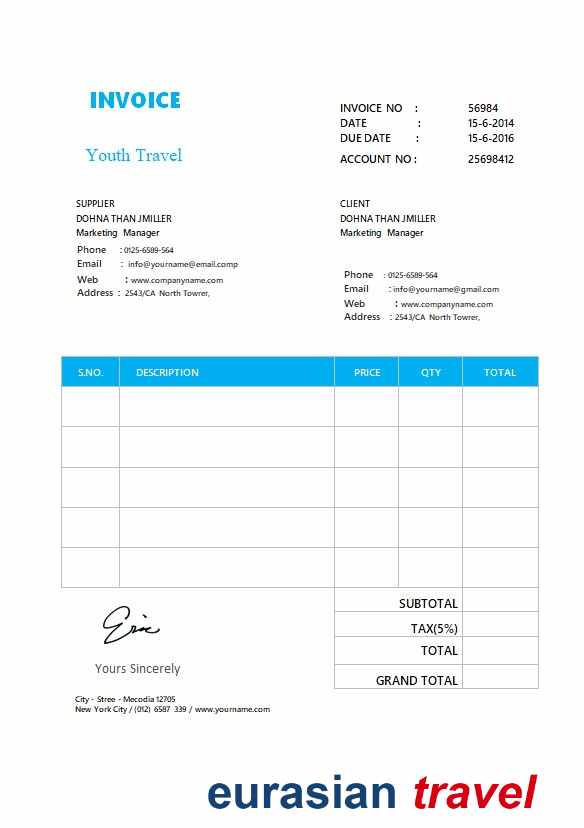 INVOICE
Youth Travel
INVOICE NO : 56984
DATE : 15-6-2014
DUE DATE : 15-6-2016
ACCOUNT NO : 25698412
SUPPLIER
DOHNA THAN JMILLER
Marketing Manager
Phone : 0125-6589-564
Email : info@yourname@email.comp
Web : www.companyname.com
Address : 2543/CA North Towrer,
CLIENT
DOHNA THAN JMILLER
Marketing Manager
Phone : 0125-6589-564
Email : info@yourname@gmail.com
Web : www.companyname.com
Address : 2543/CA North Towrer,
S.NO. DESCRIPTION PRICE QTY TOTAL
SUBTOTAL
TAX(5%)
TOTAL
GRAND TOTAL
Eric
Yours Sincerely
City - Stree - Mecodia 12705
New York City / (012) 6587 339 / www.yourname.com
eurasian travel